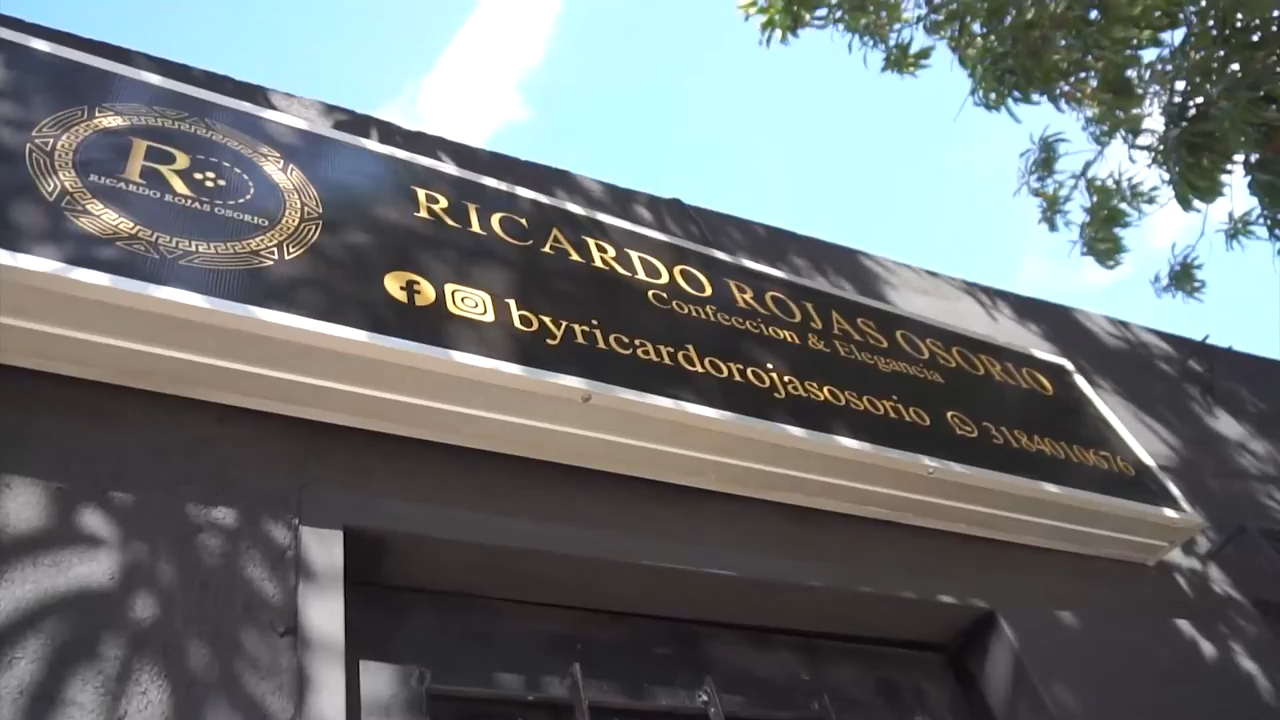 R
RICARDO ROJAS OSORIO
RICARDO ROJAS OSORIO
Confeccion & Elegancia
byricardorojasosorio 3184010676